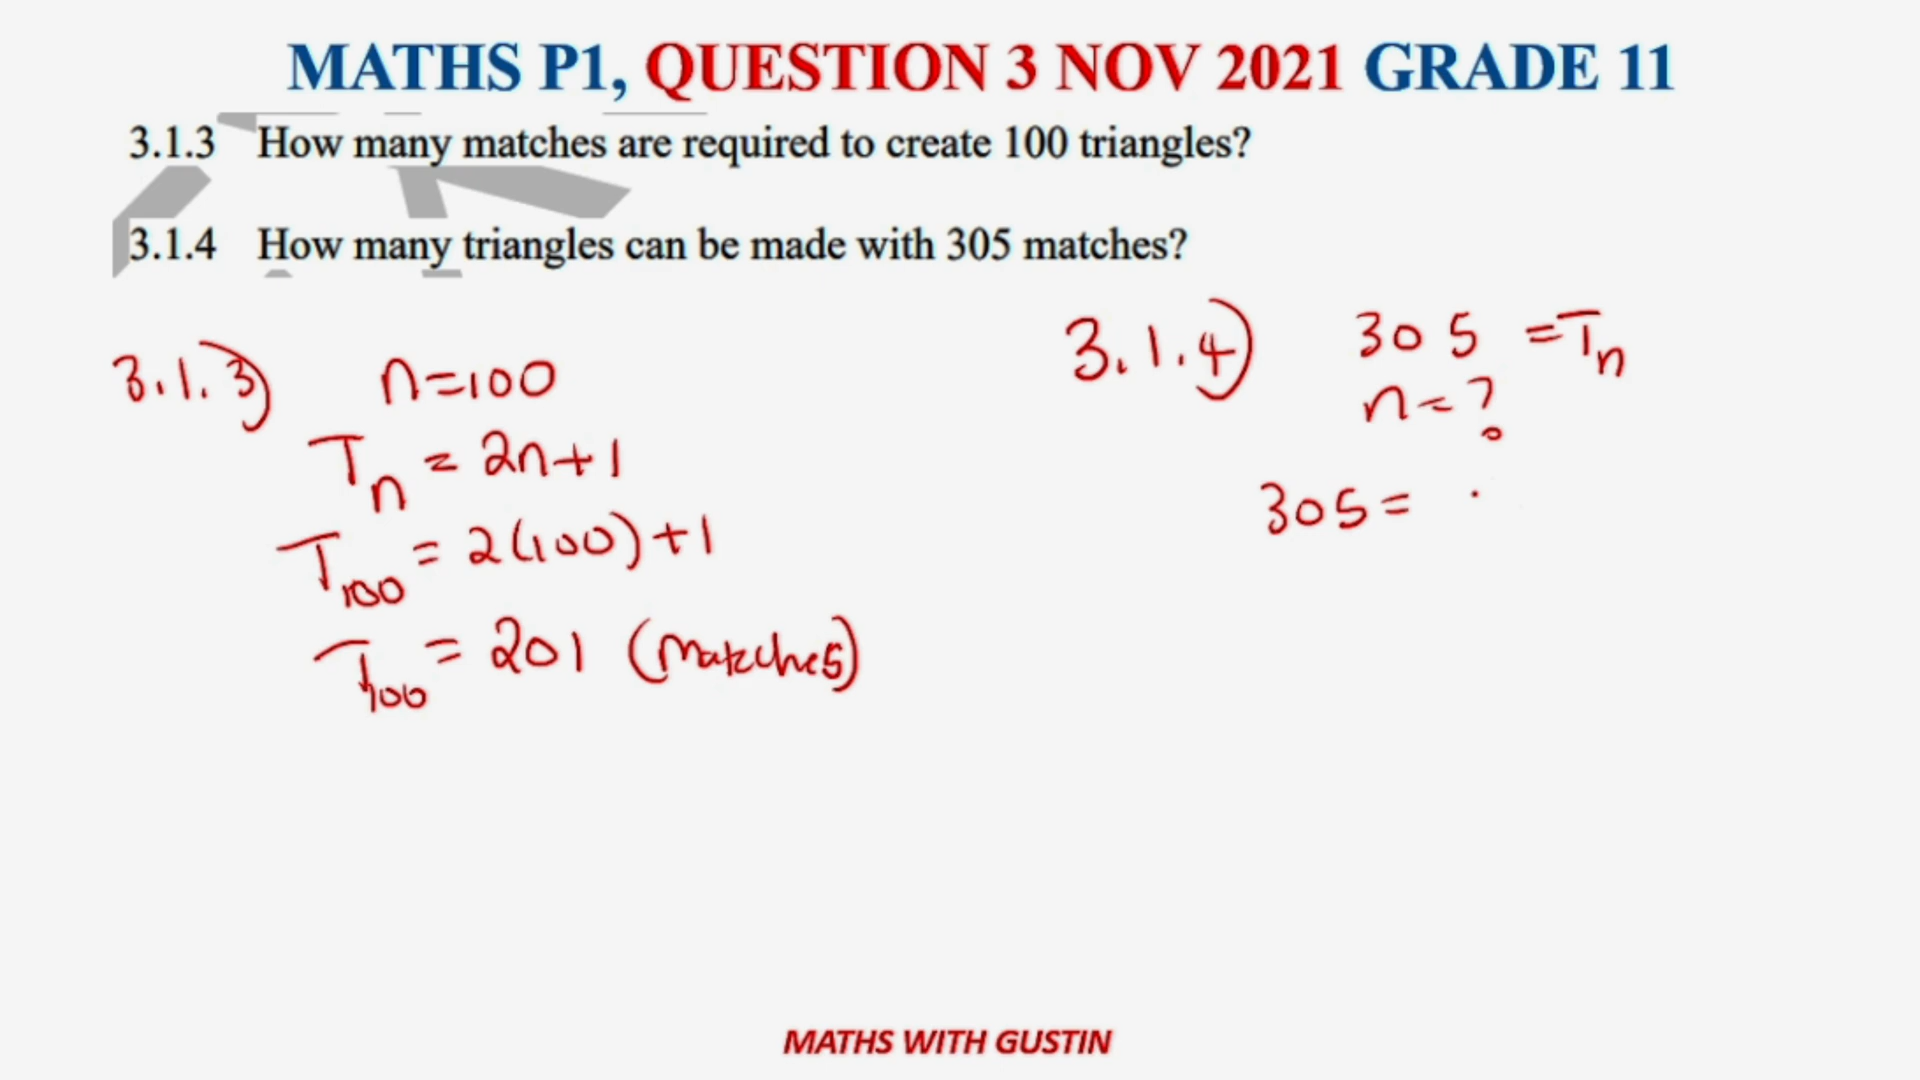 MATHS P1, QUESTION 3 NOV 2021 GRADE 11
3.1.3 How many matches are required to create 100 triangles?
3.1.4 How many triangles can be made with 305 matches?
3.1.3) n=100
Tn = 2n+1
T100 = 2(100)+1
T100 = 201 (matches)
3.1.4) 305 = Tn
n = ?
305 =
MATHS WITH GUSTIN